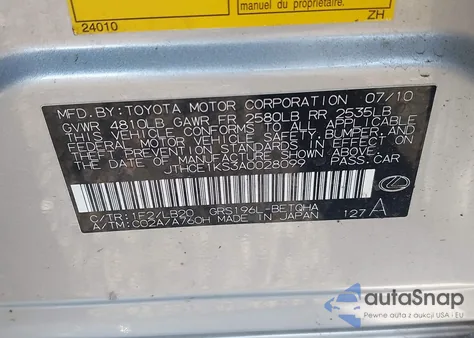 manuel du propriétaire.
24010
ZH
MFD. BY: TOYOTA MOTOR CORPORATION 07/10
GVWR 4810LB GAWR FR 2580LB RR 2535LB
THIS VEHICLE CONFORMS TO ALL APPLICABLE
FEDERAL MOTOR VEHICLE SAFETY, BUMPER, AND
THEFT PREVENTION STANDARDS IN EFFECT ON
THE DATE OF MANUFACTURE SHOWN ABOVE.
JTHCE1KS3A0028099 PASS. CAR
C/TR: 1F2/LB20 GRS196L-BETQHA
A/TM: C02A/A760H MADE IN JAPAN
127 A
autoSnap
Pewne auta z dostawą • USA - EU